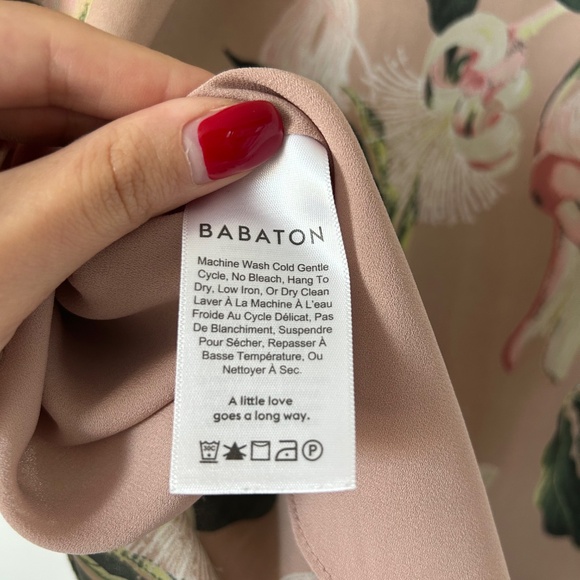 BABATON
Machine Wash Cold Gentle
Cycle, No Bleach, Hang To
Dry, Low Iron, Or Dry Clean
Laver À La Machine À L'eau
Froide Au Cycle Délicat, Pas
De Blanchiment, Suspendre
Pour Sécher, Repasser À
Basse Température, Ou
Nettoyer À Sec.
A little love
goes a long way.
30C P